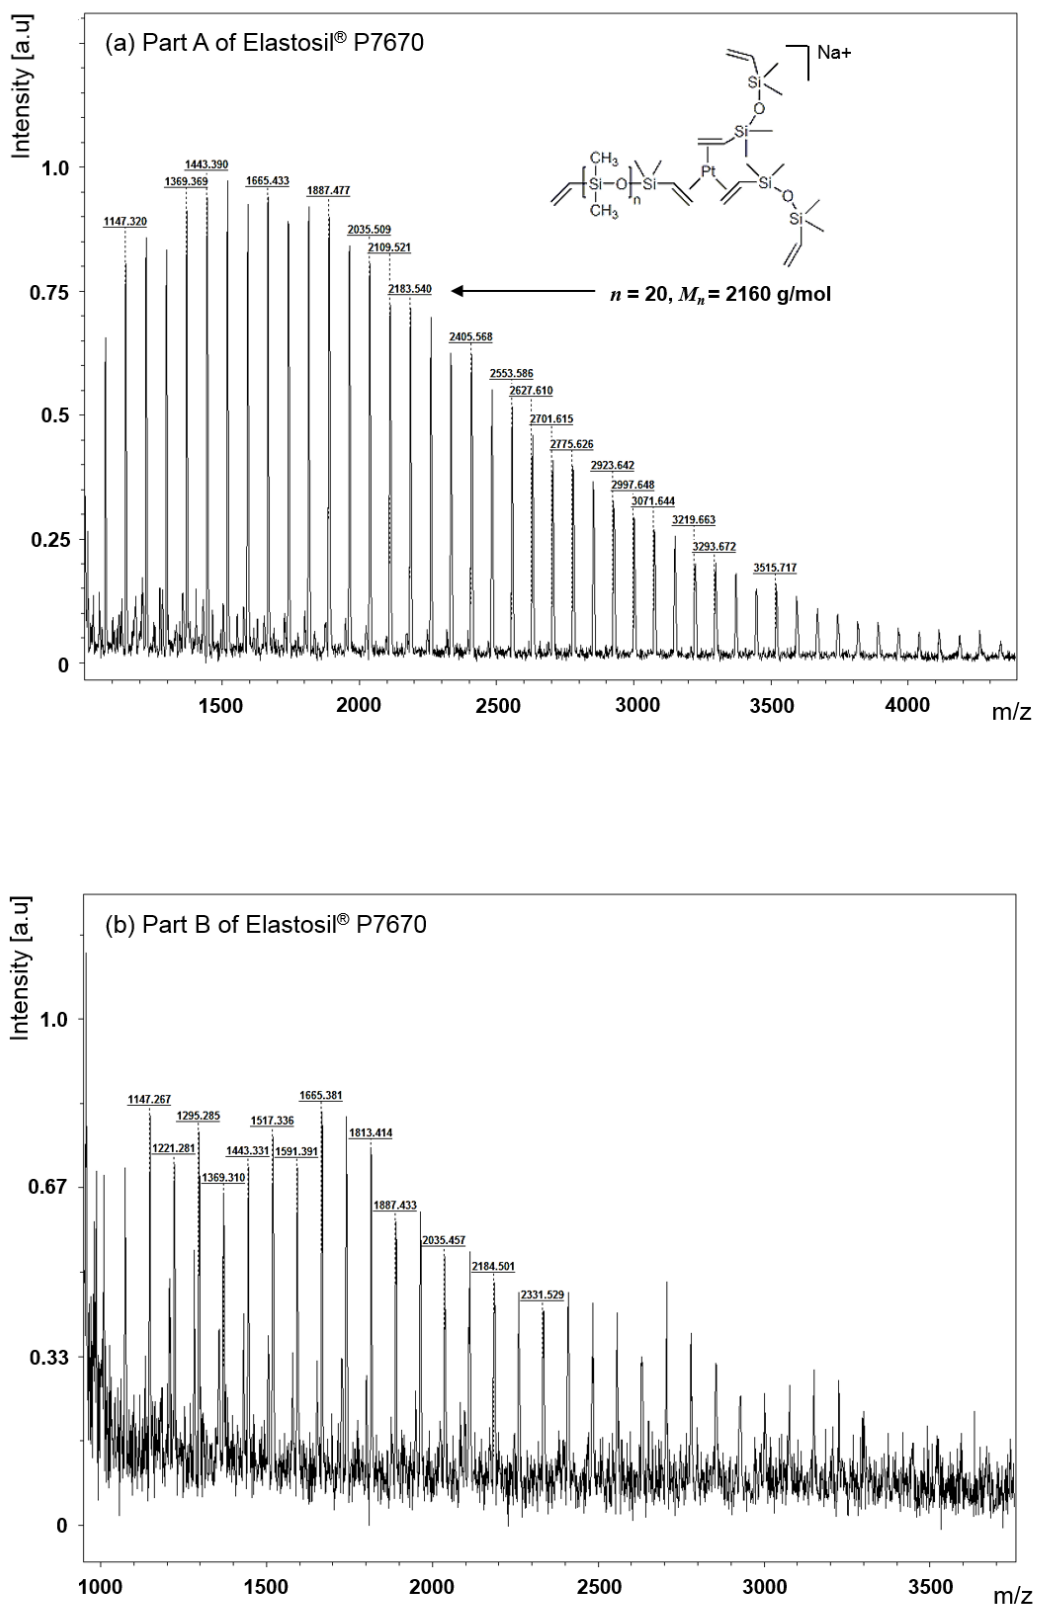 Intensity [a.u]
(a) Part A of Elastosil® P7670
Na+
Si
O
Si
Pt
CH3
Si
O
n
Si
CH3
Si
O
Si
n = 20, Mn = 2160 g/mol
1147.320
1369.369
1443.390
1665.433
1887.477
2035.509
2109.521
2183.540
2405.568
2553.586
2627.610
2701.615
2775.626
2923.642
2997.648
3071.644
3219.663
3293.672
3515.717
1.0
0.75
0.5
0.25
0
1500 2000 2500 3000 3500 4000
m/z
Intensity [a.u]
(b) Part B of Elastosil® P7670
1147.267
1221.281
1295.285
1369.310
1443.331
1517.336
1591.391
1665.381
1813.414
1887.433
2035.457
2184.501
2331.529
1.0
0.67
0.33
0
1000 1500 2000 2500 3000 3500
m/z